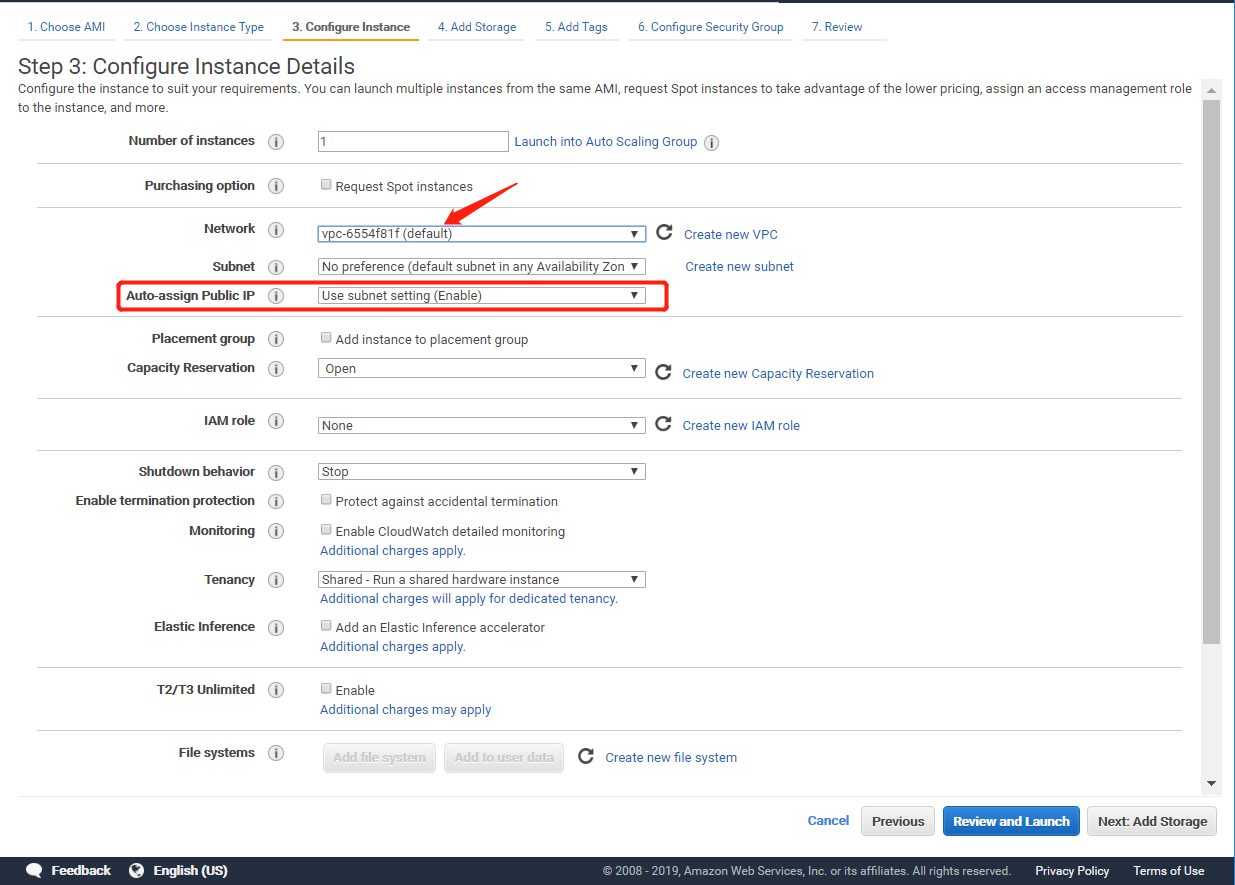 1. Choose AMI 2. Choose Instance Type 3. Configure Instance 4. Add Storage 5. Add Tags 6. Configure Security Group 7. Review
Step 3: Configure Instance Details
Configure the instance to suit your requirements. You can launch multiple instances from the same AMI, request Spot instances to take advantage of the lower pricing, assign an access management role
to the instance, and more.
Number of instances i 1 Launch into Auto Scaling Group i
Purchasing option i Request Spot instances
Network i vpc-6554f81f (default) Create new VPC
Subnet i No preference (default subnet in any Availability Zon Create new subnet
Auto-assign Public IP i Use subnet setting (Enable)
Placement group i Add instance to placement group
Capacity Reservation i Open Create new Capacity Reservation
IAM role i None Create new IAM role
Shutdown behavior i Stop
Enable termination protection i Protect against accidental termination
Monitoring i Enable CloudWatch detailed monitoring
Additional charges apply.
Tenancy i Shared - Run a shared hardware instance
Additional charges will apply for dedicated tenancy.
Elastic Inference i Add an Elastic Inference accelerator
Additional charges apply.
T2/T3 Unlimited i Enable
Additional charges may apply
File systems i Add file system Add to user data Create new file system
Cancel Previous Review and Launch Next: Add Storage
Feedback English (US) © 2008 - 2019, Amazon Web Services, Inc. or its affiliates. All rights reserved. Privacy Policy Terms of Use